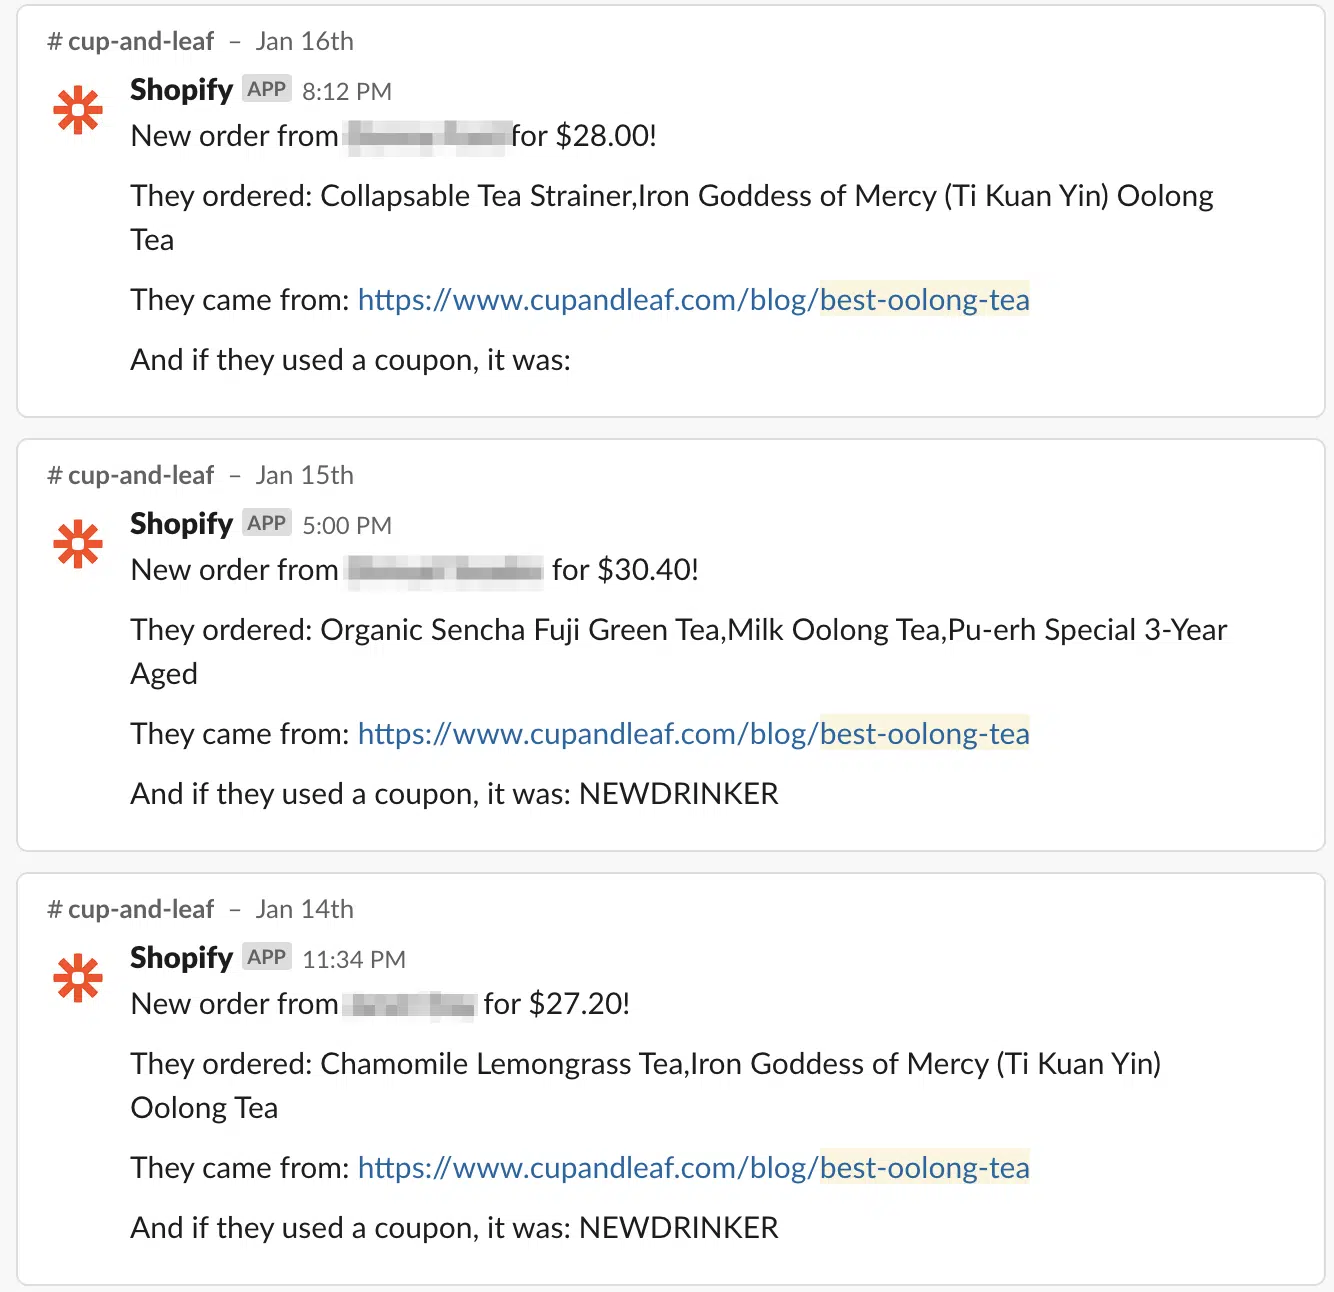 # cup-and-leaf – Jan 16th
Shopify APP 8:12 PM
New order from for $28.00!
They ordered: Collapsable Tea Strainer,Iron Goddess of Mercy (Ti Kuan Yin) Oolong
Tea
They came from: https://www.cupandleaf.com/blog/best-oolong-tea
And if they used a coupon, it was:
# cup-and-leaf – Jan 15th
Shopify APP 5:00 PM
New order from for $30.40!
They ordered: Organic Sencha Fuji Green Tea,Milk Oolong Tea,Pu-erh Special 3-Year
Aged
They came from: https://www.cupandleaf.com/blog/best-oolong-tea
And if they used a coupon, it was: NEWDRINKER
# cup-and-leaf – Jan 14th
Shopify APP 11:34 PM
New order from for $27.20!
They ordered: Chamomile Lemongrass Tea,Iron Goddess of Mercy (Ti Kuan Yin)
Oolong Tea
They came from: https://www.cupandleaf.com/blog/best-oolong-tea
And if they used a coupon, it was: NEWDRINKER